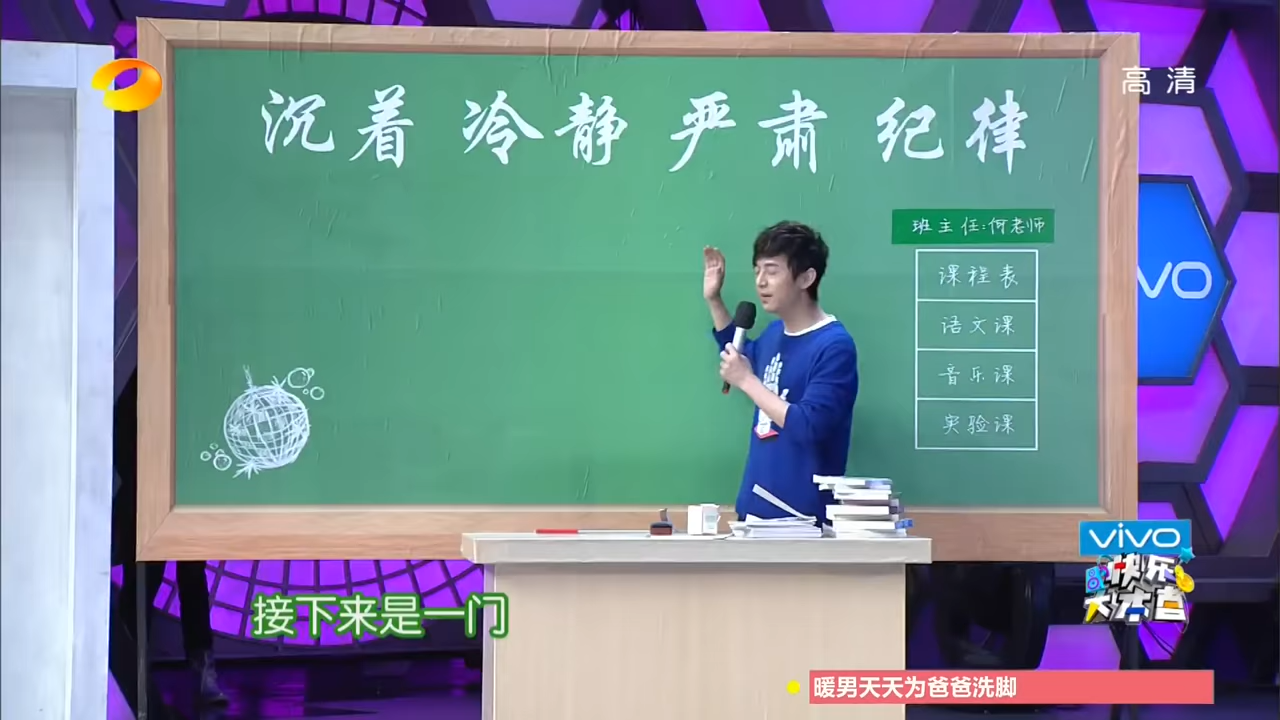 高清
沉着 冷静 严肃 纪律
班主任:何老师
课程表
语文课
音乐课
实验课
vivo
vivo
快乐
大本营
接下来是一门
暖男天天为爸爸洗脚